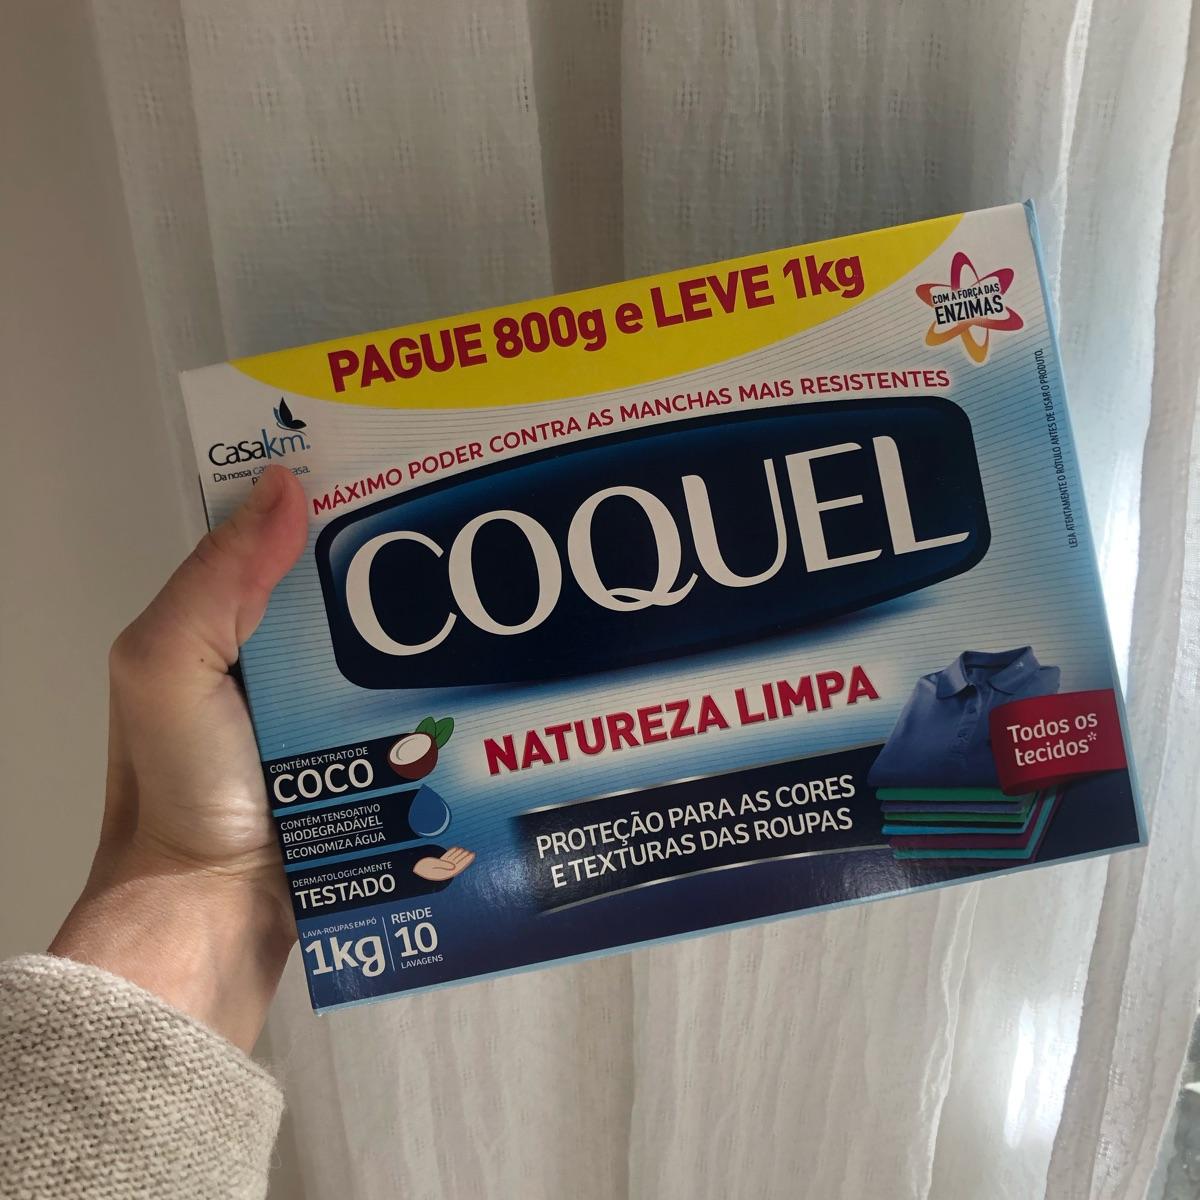 PAGUE 800g e LEVE 1kg
COM A FORÇA DAS
ENZIMAS
Casakm.
Da nossa
MÁXIMO PODER CONTRA AS MANCHAS MAIS RESISTENTES
COQUEL
LEIA ATENTAMENTE O RÓTULO ANTES DE USAR O PRODUTO.
NATUREZA LIMPA
Todos os
tecidos*
CONTÉM EXTRATO DE
COCO
CONTÉM TENSOATIVO
BIODEGRADÁVEL
ECONOMIZA ÁGUA
DERMATOLOGICAMENTE
TESTADO
PROTEÇÃO PARA AS CORES
E TEXTURAS DAS ROUPAS
LAVA-ROUPAS EM PÓ
1kg
RENDE
10
LAVAGENS